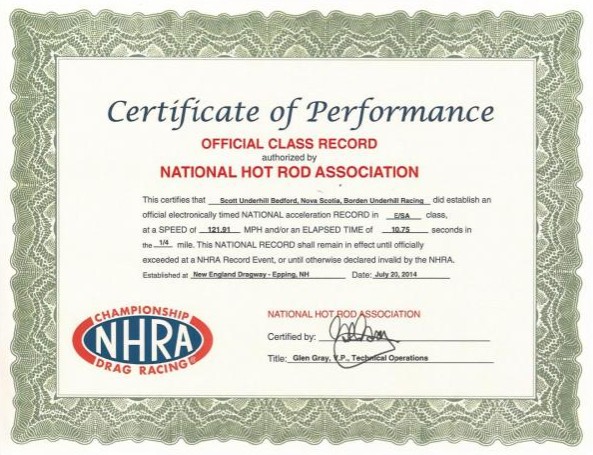 Certificate of Performance
OFFICIAL CLASS RECORD
authorized by
NATIONAL HOT ROD ASSOCIATION
This certifies that Scott Underhill Bedford, Nova Scotia, Borden Underhill Racing did establish an
official electronically timed NATIONAL acceleration RECORD in E/SA class,
at a SPEED of 121.91 MPH and/or an ELAPSED TIME of 10.75 seconds in
the 1/4 mile. This NATIONAL RECORD shall remain in effect until officially
exceeded at a NHRA Record Event, or until otherwise declared invalid by the NHRA.
Established at New England Dragway - Epping, NH Date: July 20, 2014
NATIONAL HOT ROD ASSOCIATION
Certified by:
Title: Glen Gray, V.P., Technical Operations
CHAMPIONSHIP
NHRA
DRAG RACING